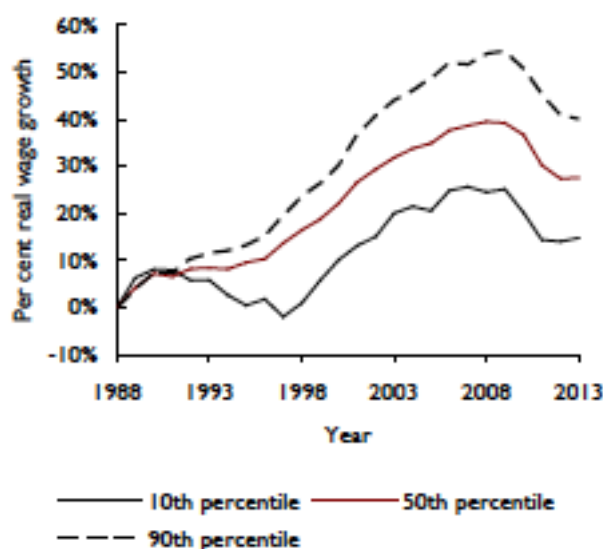 60%
50%
40%
30%
20%
10%
0%
-10%
Per cent real wage growth
1988 1993 1998 2003 2008 2013
Year
10th percentile 50th percentile
90th percentile